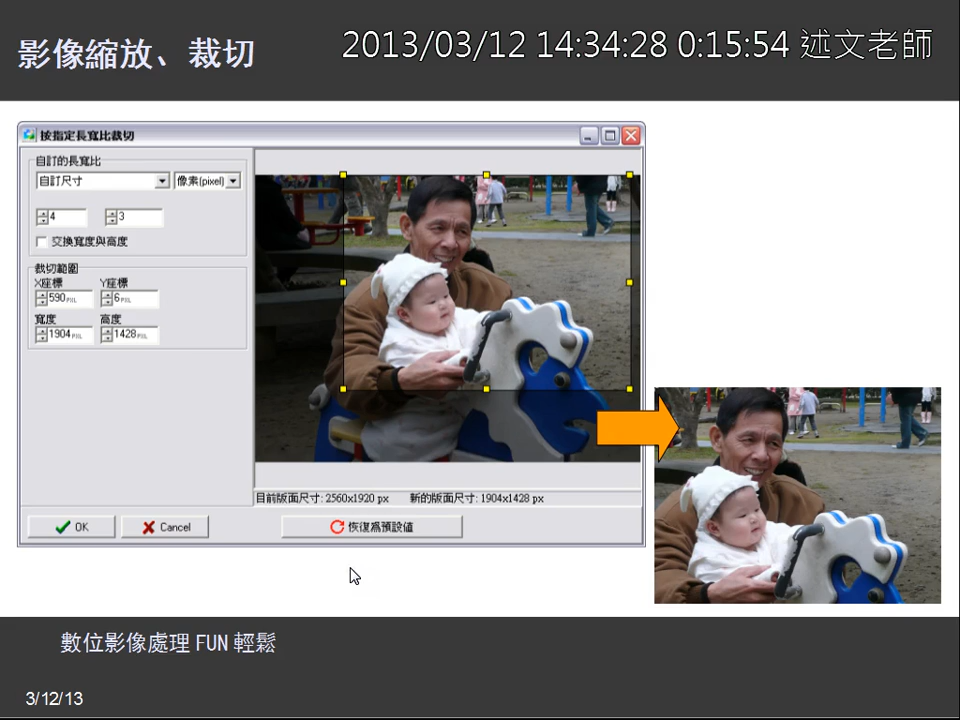 影像縮放、裁切
2013/03/12 14:34:28 0:15:54 述文老師
按指定長寬比裁切
自訂的長寬比
自訂尺寸 像素(pixel)
4 3
交換寬度與高度
裁切範圍
X座標 Y座標
590 PXL 6 PXL
寬度 高度
1904 PXL 1428 PXL
目前版面尺寸: 2560x1920 px 新的版面尺寸: 1904x1428 px
OK Cancel 恢復為預設值
數位影像處理 FUN 輕鬆
3/12/13